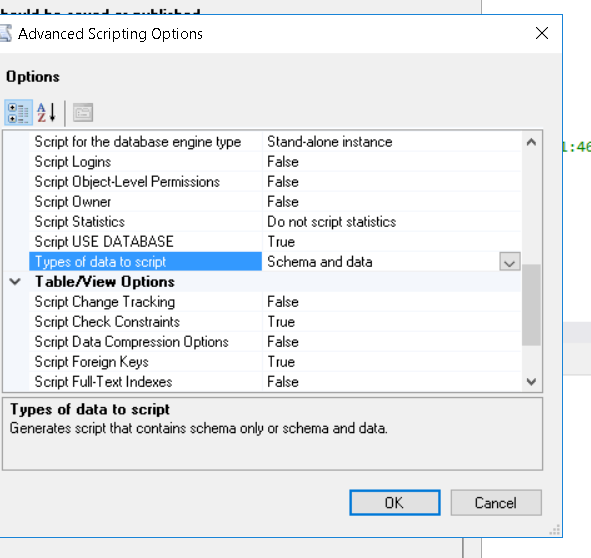 should be saved or published.
Advanced Scripting Options
Options
Script for the database engine type Stand-alone instance
Script Logins False
Script Object-Level Permissions False
Script Owner False
Script Statistics Do not script statistics
Script USE DATABASE True
Types of data to script Schema and data
Table/View Options
Script Change Tracking False
Script Check Constraints True
Script Data Compression Options False
Script Foreign Keys True
Script Full-Text Indexes False
Types of data to script
Generates script that contains schema only or schema and data.
OK Cancel
1:46